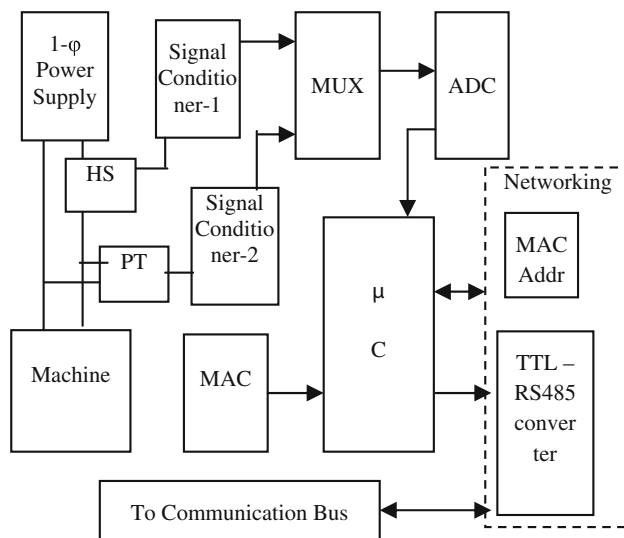 1-φ
Power
Supply
Signal
Conditio
ner-1
MUX
ADC
HS
Networking
Signal
Conditio
ner-2
MAC
Addr
PT
μ
C
Machine
MAC
TTL –
RS485
conver
ter
To Communication Bus